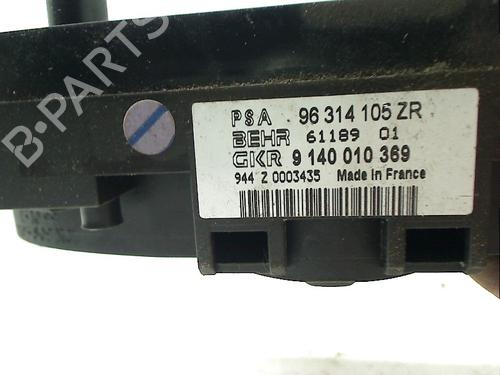 PSA 96 314 105 ZR
BEHR 61189 01
GKR 9 140 010 369
944 Z 0003435 Made in France
B-PARTS